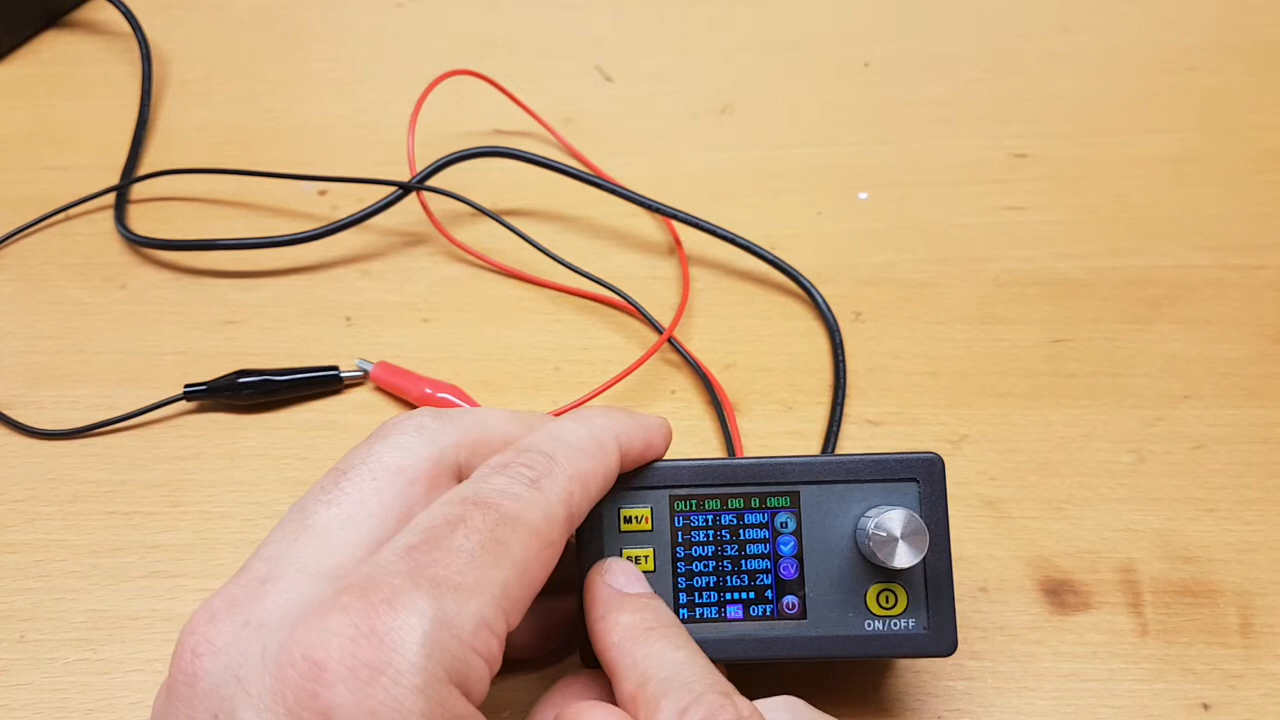 M1/
SET
OUT:00.00 0.000
U-SET:05.00V
I-SET:5.100A
S-OVP:32.00V
S-OCP:5.100A
S-OPP:163.2W
B-LED:▪▪▪▪ 4
M-PRE:MS OFF
CV
ON/OFF